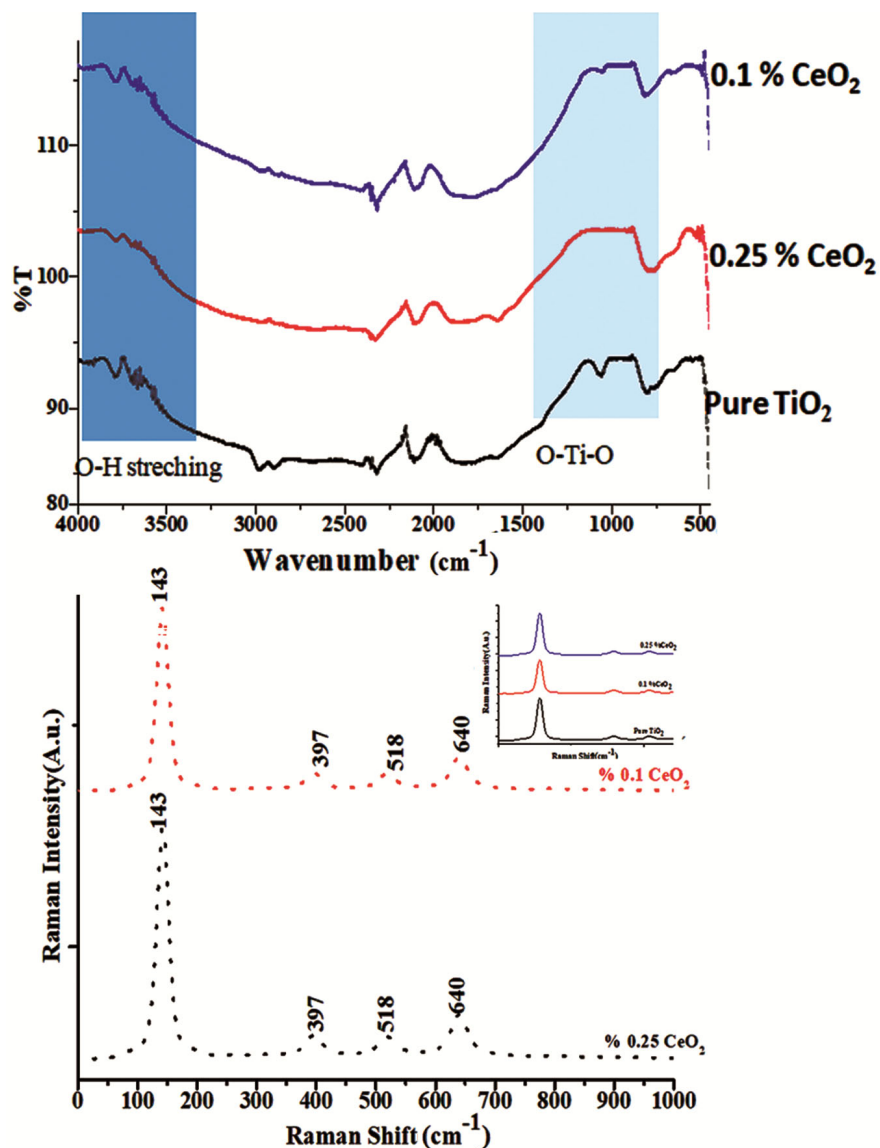 0.1 % CeO₂
0.25 % CeO₂
Pure TiO₂
%T
110
100
90
80
O-H streching
O-Ti-O
4000 3500 3000 2500 2000 1500 1000 500
Wavenumber (cm⁻¹)
143
397
518
640
% 0.1 CeO₂
143
397
518
640
% 0.25 CeO₂
Raman Intensity(A.u.)
0 100 200 300 400 500 600 700 800 900 1000
Raman Shift (cm⁻¹)
0.25 %CeO₂
0.1 %CeO₂
Pure TiO₂
Raman Intensity(A.u.)
Raman Shift(cm⁻¹)